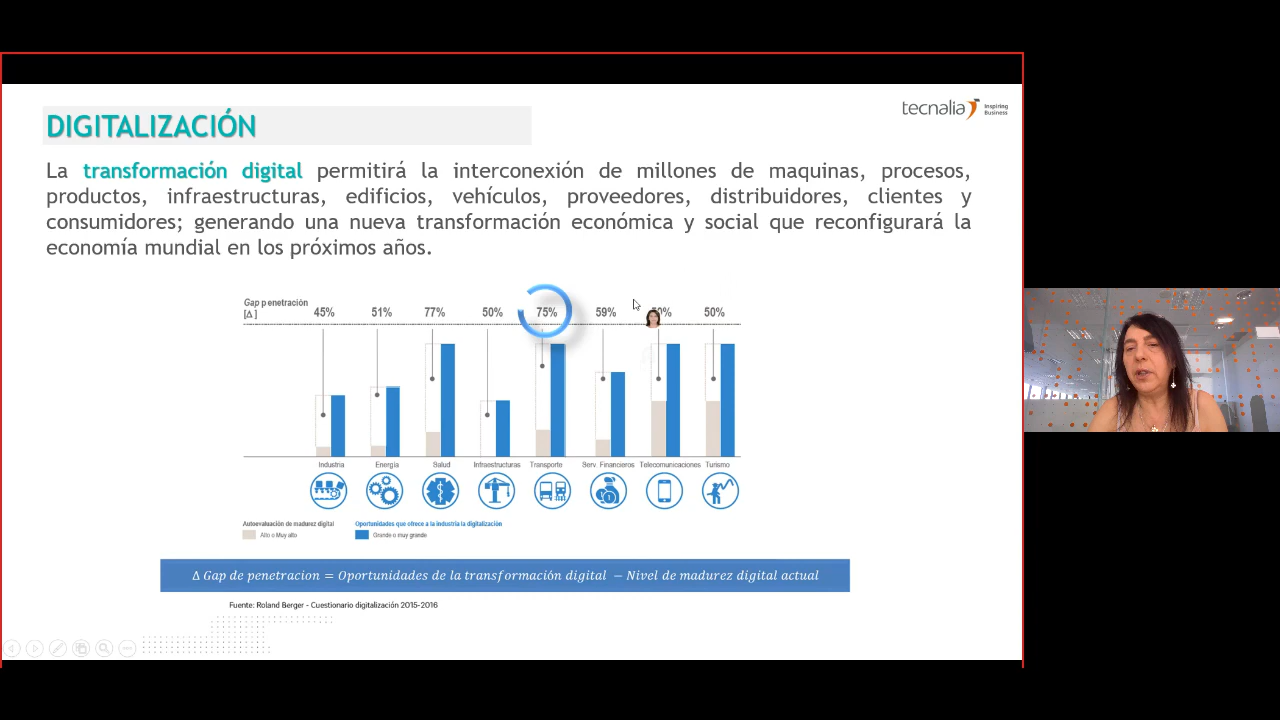 DIGITALIZACIÓN
tecnalia Inspiring
Business
La transformación digital permitirá la interconexión de millones de maquinas, procesos,
productos, infraestructuras, edificios, vehículos, proveedores, distribuidores, clientes y
consumidores; generando una nueva transformación económica y social que reconfigurará la
economía mundial en los próximos años.
Gap p enetración
[Δ] 45% 51% 77% 50% 75% 59% 50%
Industria Energía Salud Infraestructuras Transporte Serv Financieros Telecomunicaciones Turismo
Autoevaluación de madurez digital Oportunidades que ofrece a la industria la digitalización
Alto o Muy alto Grande o muy grande
Δ Gap de penetracion = Oportunidades de la transformación digital − Nivel de madurez digital actual
Fuente: Roland Berger - Cuestionario digitalización 2015-2016